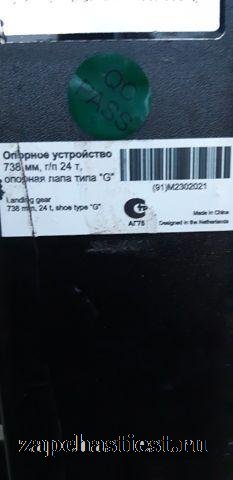 QC
PASS
Опорное устройство
738 мм, г/п 24 т,
опорная лапа типа "G"
(91)M2302021
Landing gear
738 mm, 24 t, shoe type "G"
АГ75
Made in China
Designed in the Netherlands
zapchastiest.ru